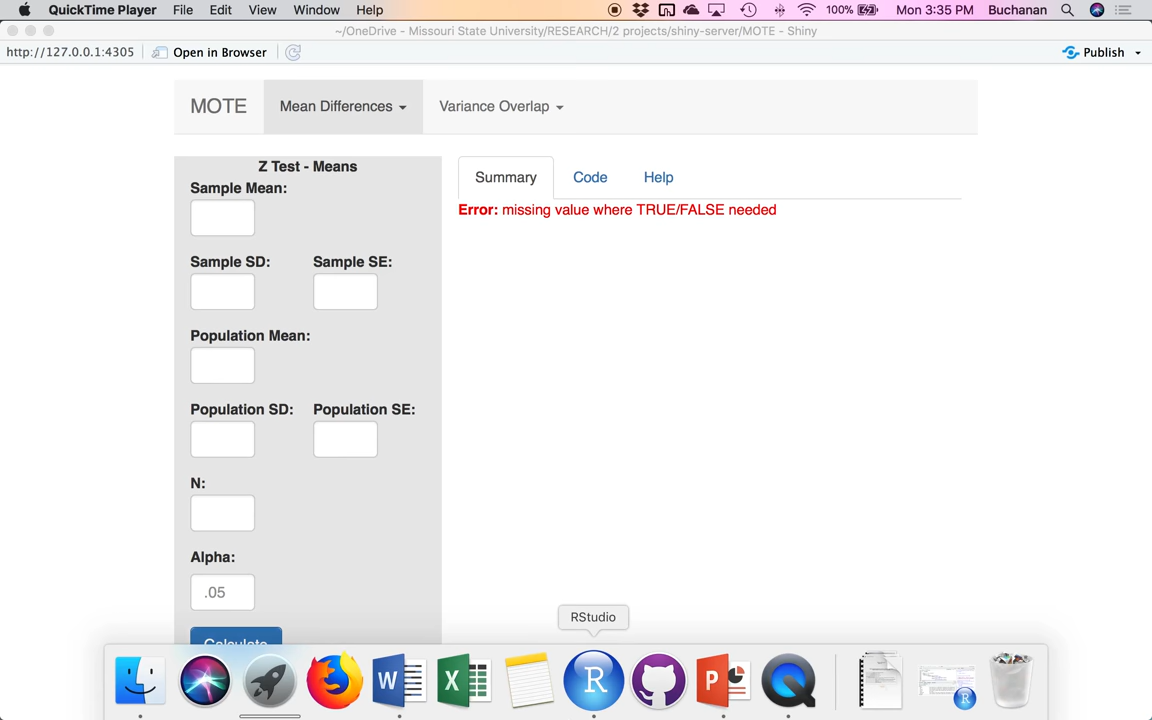 QuickTime Player File Edit View Window Help 100% Mon 3:35 PM Buchanan
~/OneDrive - Missouri State University/RESEARCH/2 projects/shiny-server/MOTE - Shiny
http://127.0.0.1:4305 Open in Browser Publish
MOTE Mean Differences Variance Overlap
Z Test - Means
Sample Mean:
Sample SD: Sample SE:
Population Mean:
Population SD: Population SE:
N:
Alpha:
.05
Calculate
Summary Code Help
Error: missing value where TRUE/FALSE needed
RStudio
W X R P
R